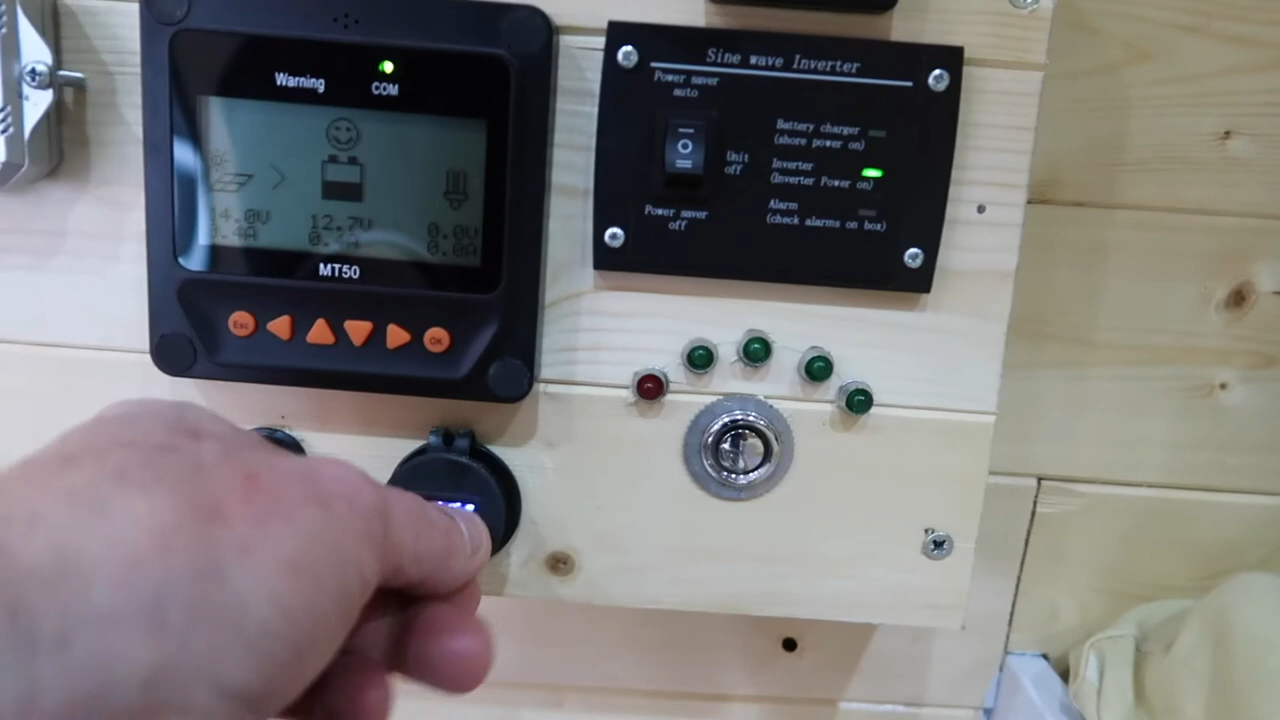 Warning
COM
14.0V
12.7V
0.0V
0.4A
0.0A
MT50
Esc
OK
Sine wave Inverter
Power saver
auto
Unit
off
Power saver
off
Battery charger
(shore power on)
Inverter
(Inverter Power on)
Alarm
(check alarms on box)